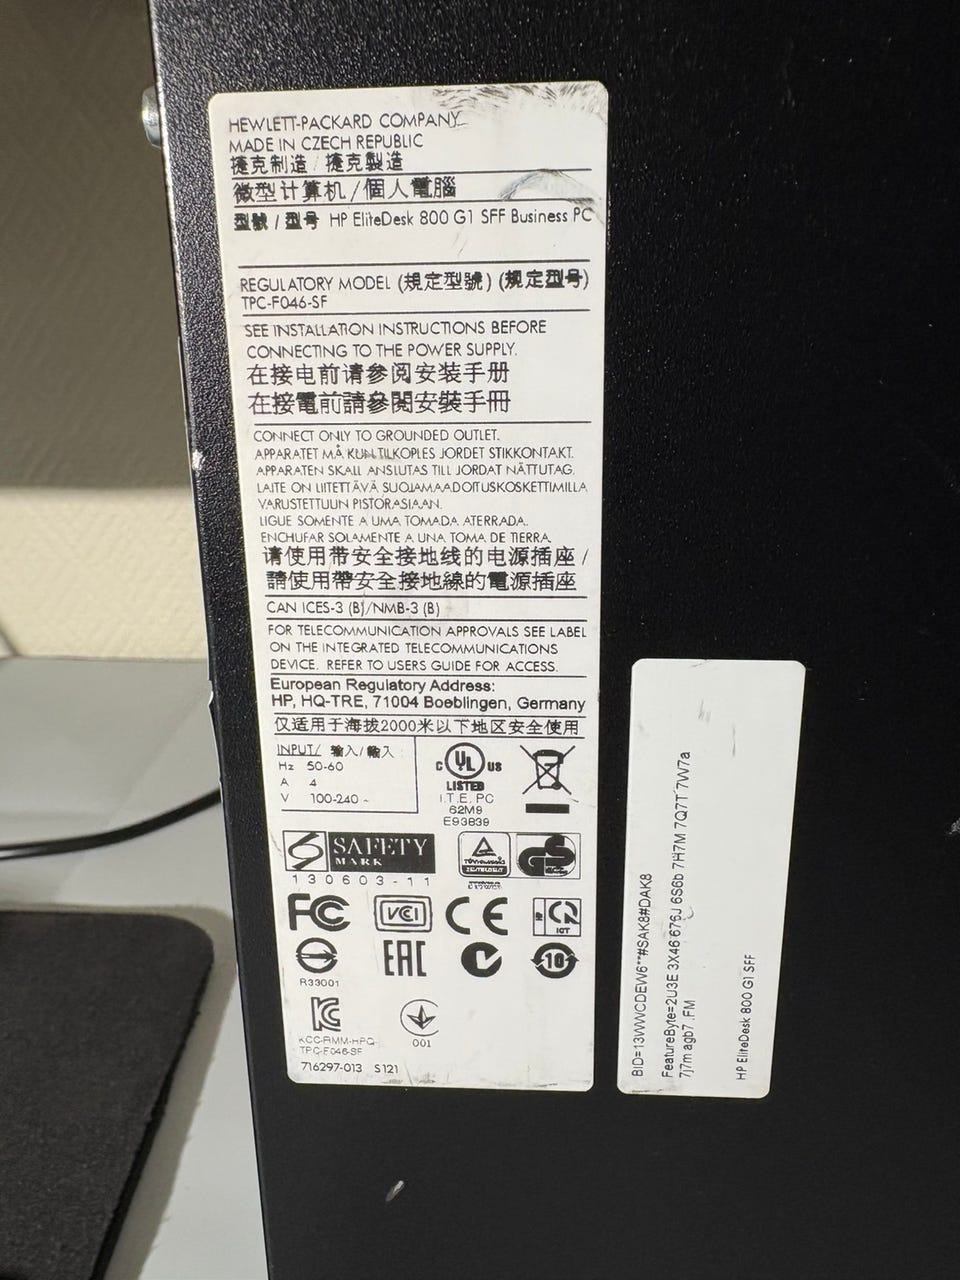 HEWLETT-PACKARD COMPANY
MADE IN CZECH REPUBLIC
捷克制造 / 捷克製造
微型计算机/個人電腦
型號 / 型号 HP EliteDesk 800 G1 SFF Business PC
REGULATORY MODEL (規定型號) (规定型号)
TPC-F046-SF
SEE INSTALLATION INSTRUCTIONS BEFORE
CONNECTING TO THE POWER SUPPLY.
在接电前请参阅安装手册
在接電前請參閱安裝手冊
CONNECT ONLY TO GROUNDED OUTLET.
APPARATET MÅ KUN TILKOPLES JORDET STIKKONTAKT.
APPARATEN SKALL ANSLUTAS TILL JORDAT NÄTTUTAG.
LAITE ON LIITETTÄVÄ SUOJAMAADOITUSKOSKETTIMILLA
VARUSTETTUUN PISTORASIAAN.
LIGUE SOMENTE A UMA TOMADA ATERRADA.
ENCHUFAR SOLAMENTE A UNA TOMA DE TIERRA.
请使用带安全接地线的电源插座 /
請使用帶安全接地線的電源插座
CAN ICES-3 (B)/NMB-3 (B)
FOR TELECOMMUNICATION APPROVALS SEE LABEL
ON THE INTEGRATED TELECOMMUNICATIONS
DEVICE. REFER TO USERS GUIDE FOR ACCESS.
European Regulatory Address:
HP, HQ-TRE, 71004 Boeblingen, Germany
仅适用于海拔2000米以下地区安全使用
INPUT/ 输入/輸入
Hz 50-60
A 4
V 100-240 ~
C UL US
LISTED
I.T.E. PC
62M9
E93839
SAFETY
MARK
130603-11
GS
FC
VCI
CE
ICT
R33001
EAC
10
KCC-RMM-HPQ-
TPC-F046-SF
001
716297-013 S121
BID=13WWCDEW6**#SAK8#DAK8
FeatureByte=2U3E 3X46 676J 6S6b 7H7M 7Q7T 7W7a
7j7m agb7 .FM
HP EliteDesk 800 G1 SFF